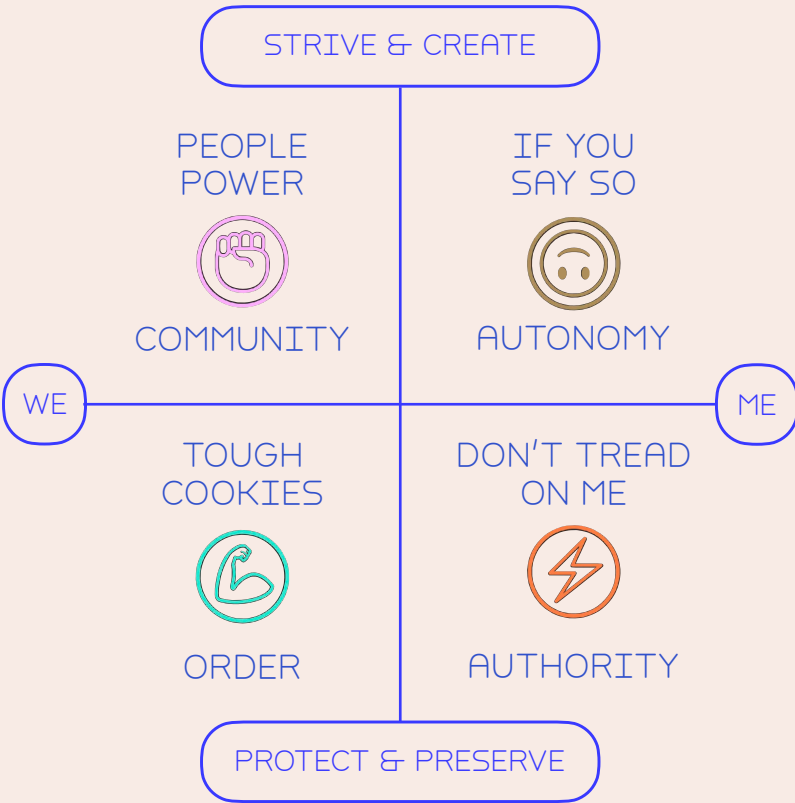 STRIVE & CREATE
PEOPLE
POWER
COMMUNITY
IF YOU
SAY SO
AUTONOMY
WE
ME
TOUGH
COOKIES
ORDER
DON'T TREAD
ON ME
AUTHORITY
PROTECT & PRESERVE